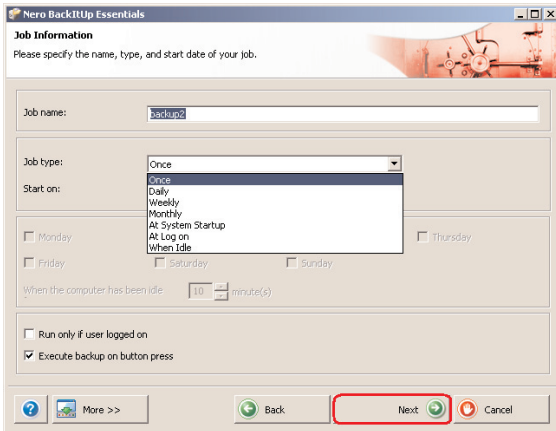 Nero BackItUp Essentials
Job Information
Please specify the name, type, and start date of your job.
Job name: backup2
Job type: Once
Start on: Once
Daily
Weekly
Monthly
At System Startup
At Log on
When Idle
Monday Thursday
Friday Saturday Sunday
When the computer has been idle 10 minute(s)
Run only if user logged on
Execute backup on button press
? More >> Back Next Cancel